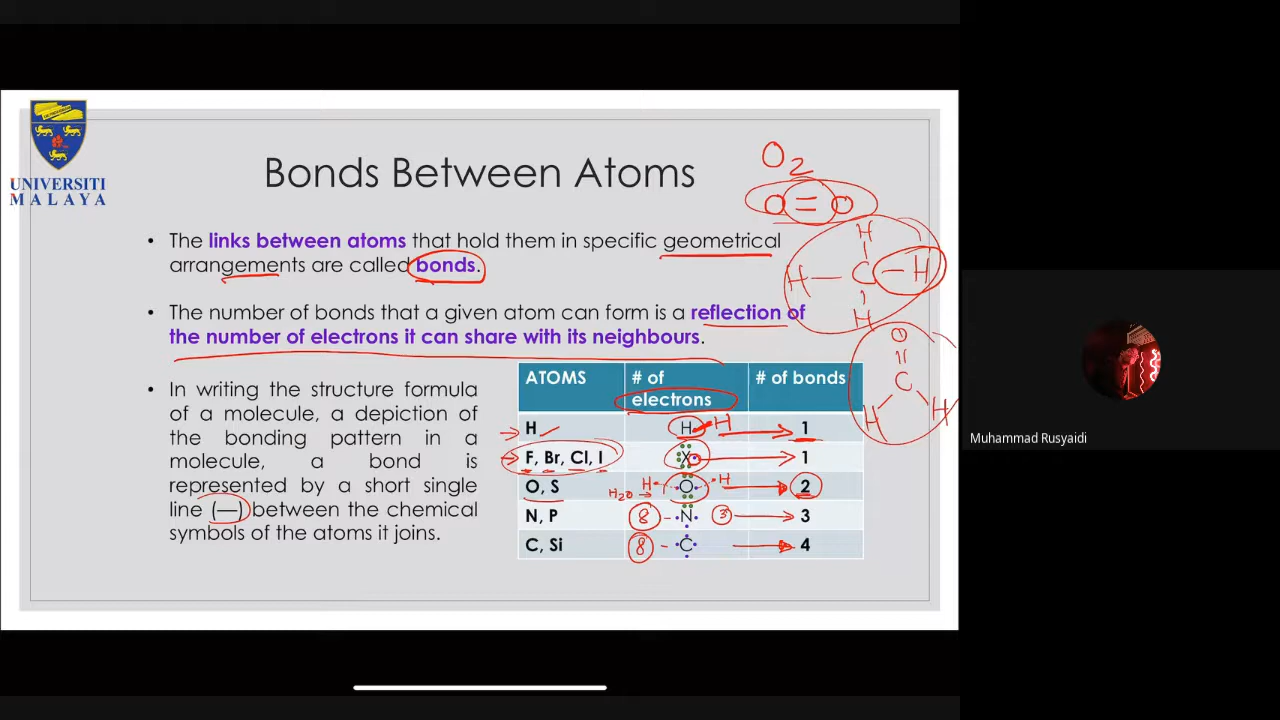 UNIVERSITI
MALAYA
Bonds Between Atoms
• The links between atoms that hold them in specific geometrical
arrangements are called bonds.
• The number of bonds that a given atom can form is a reflection of
the number of electrons it can share with its neighbours.
• In writing the structure formula
of a molecule, a depiction of
the bonding pattern in a
molecule, a bond is
represented by a short single
line (—) between the chemical
symbols of the atoms it joins.
ATOMS # of electrons # of bonds
H H H 1
F, Br, Cl, I X 1
O, S H2O H O H 2
N, P 8 N 3 3
C, Si 8 C 4
O2
O=O
H
H—C—H
H
O
C
H H
Muhammad Rusyaidi